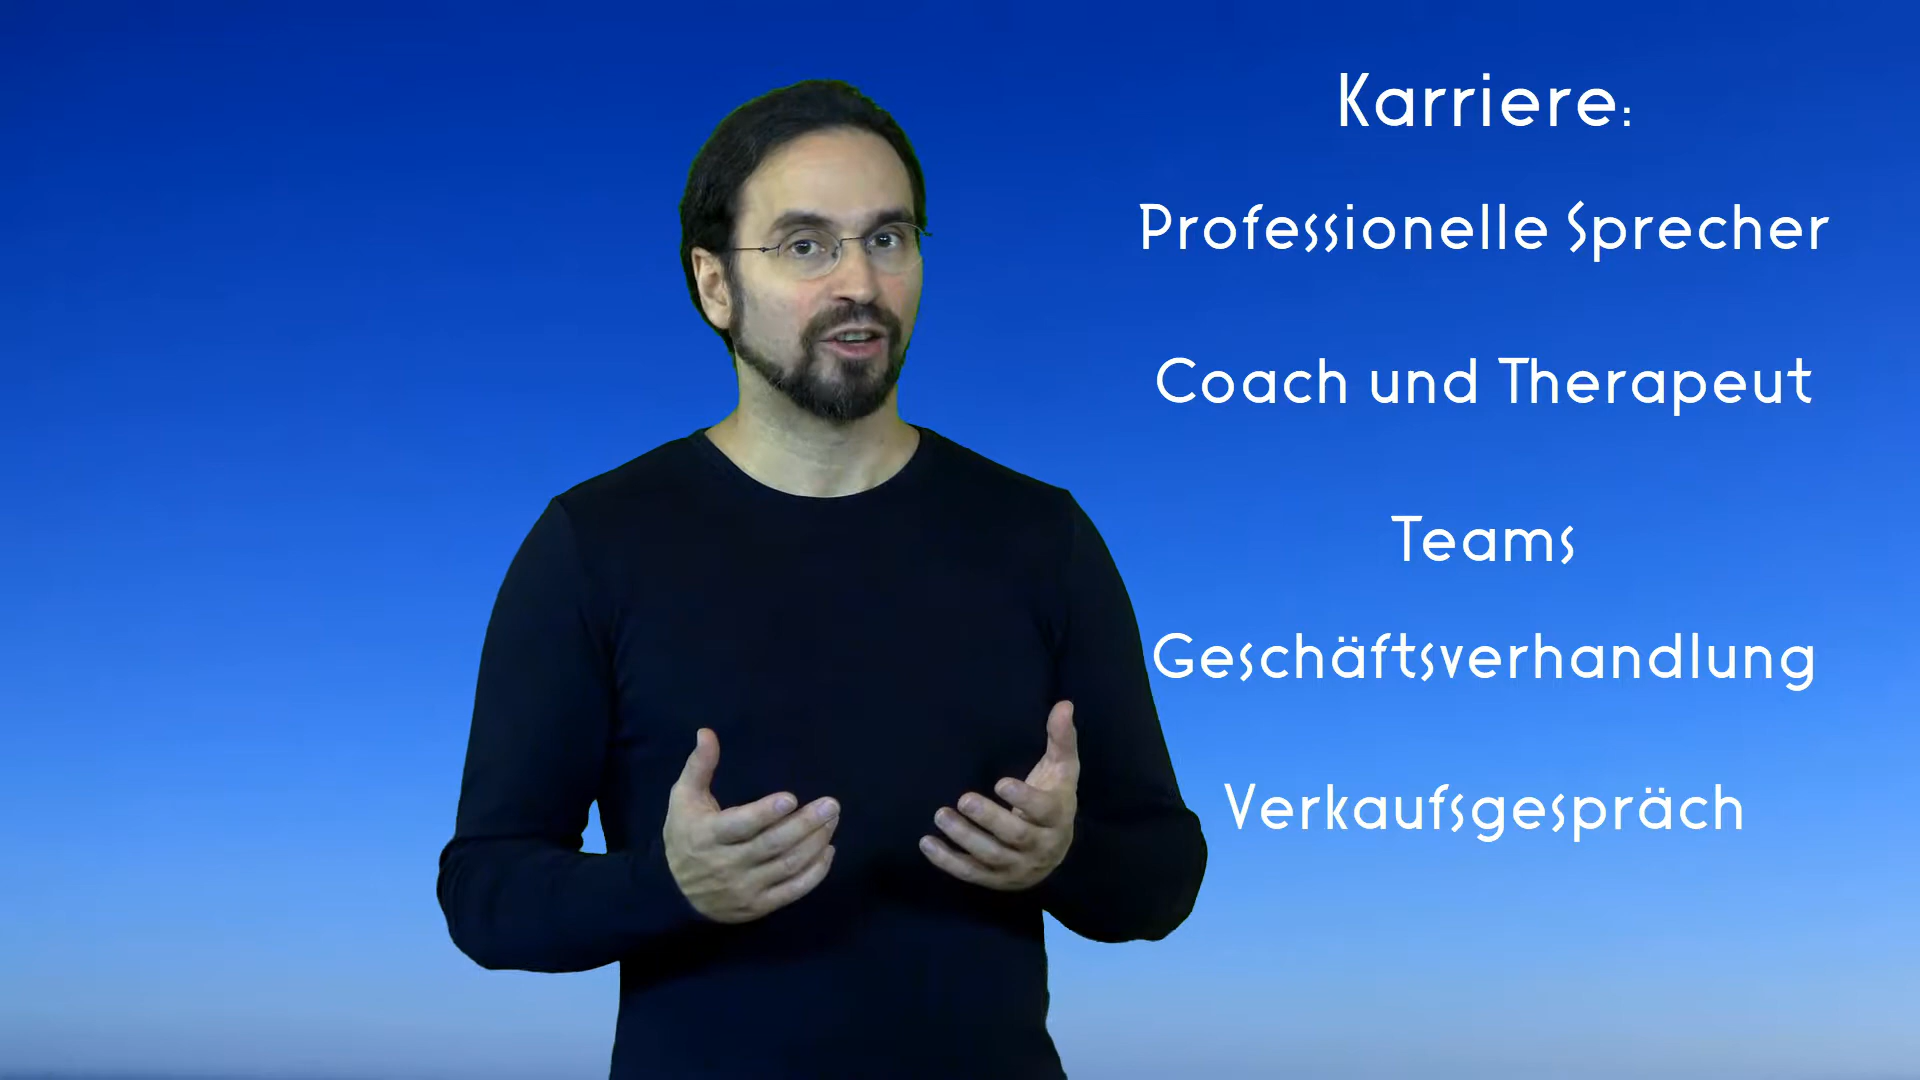 Karriere:
Professionelle Sprecher
Coach und Therapeut
Teams
Geschäftsverhandlung
Verkaufsgespräch